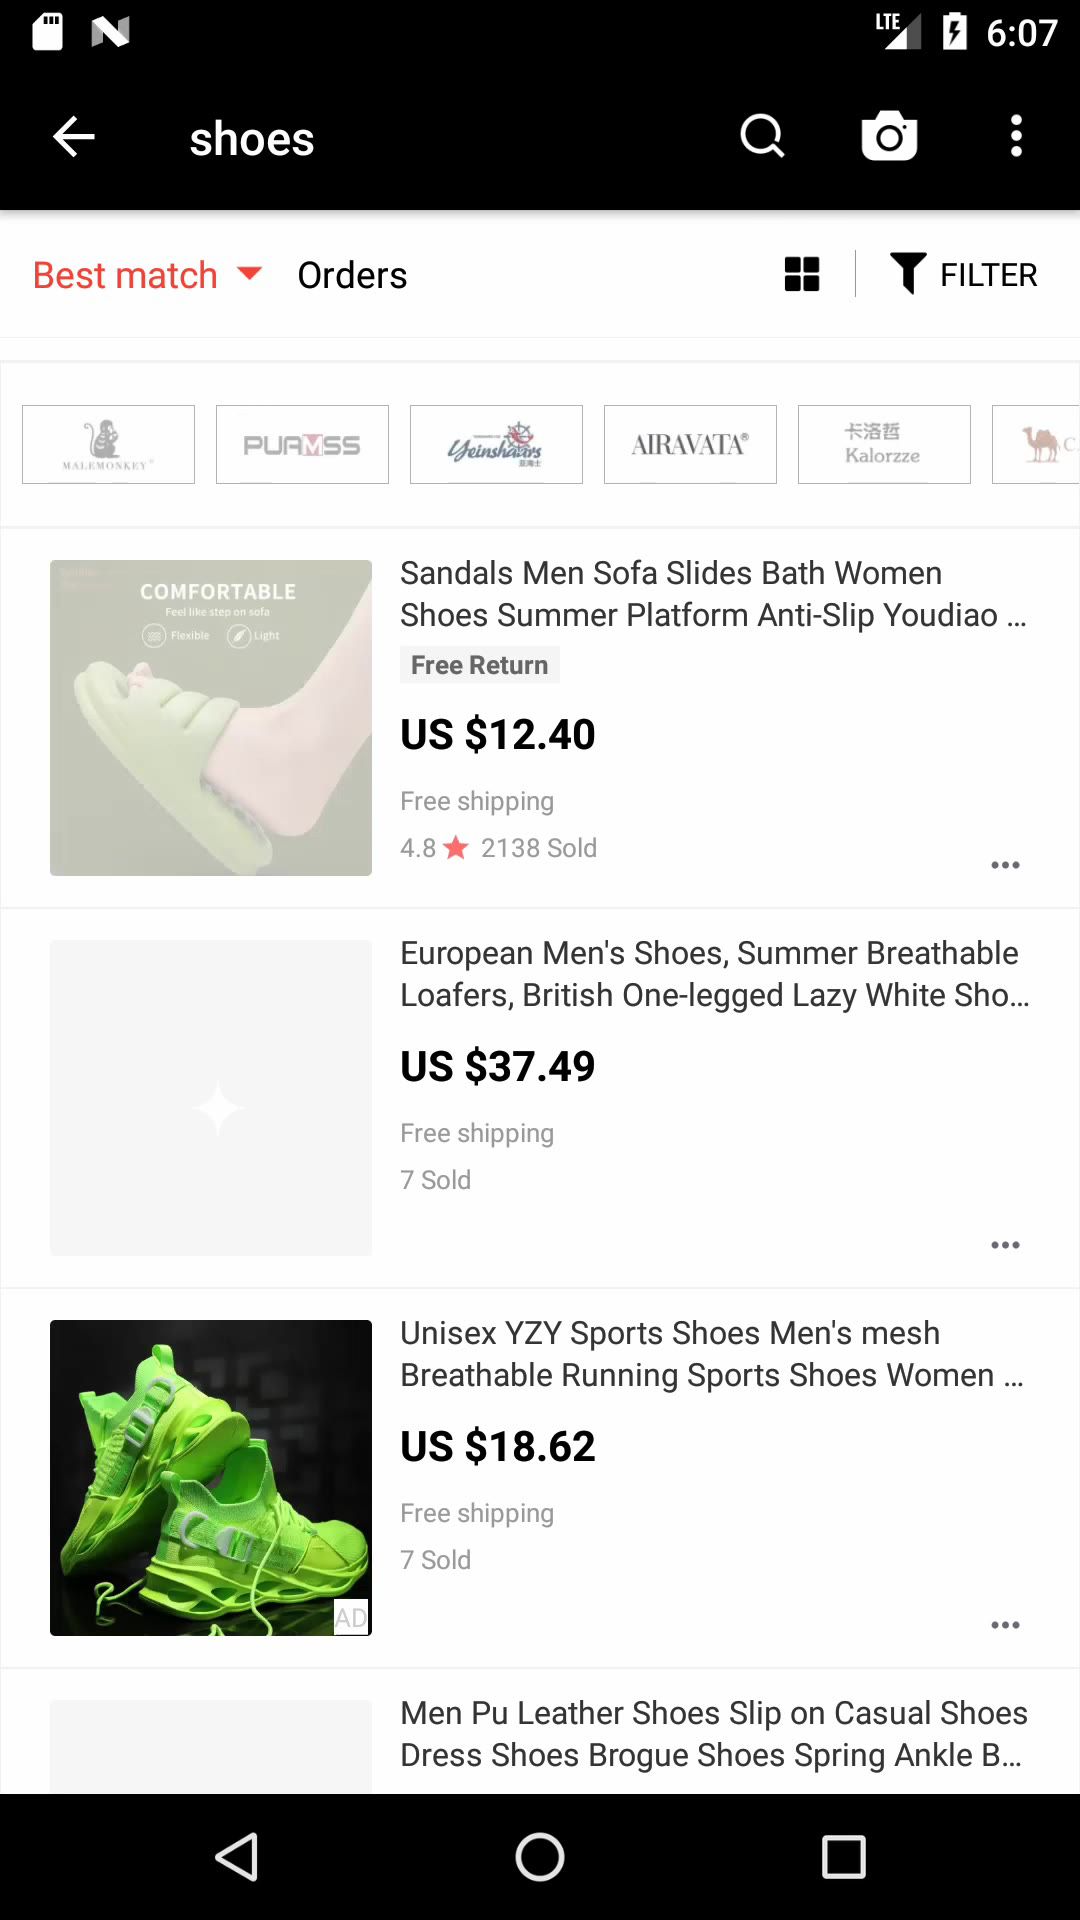 LTE
6:07
shoes
Best match
Orders
FILTER
MALEMONKEY
PUAMSS
Yeinshaars
亚海士
AIRAVATA®
卡洛哲
Kalorzze
COMFORTABLE
Feel like step on sofa
Flexible
Light
Sandals Men Sofa Slides Bath Women
Shoes Summer Platform Anti-Slip Youdiao ...
Free Return
US $12.40
Free shipping
4.8
2138 Sold
European Men's Shoes, Summer Breathable
Loafers, British One-legged Lazy White Sho...
US $37.49
Free shipping
7 Sold
Unisex YZY Sports Shoes Men's mesh
Breathable Running Sports Shoes Women ...
US $18.62
Free shipping
7 Sold
AD
Men Pu Leather Shoes Slip on Casual Shoes
Dress Shoes Brogue Shoes Spring Ankle B...